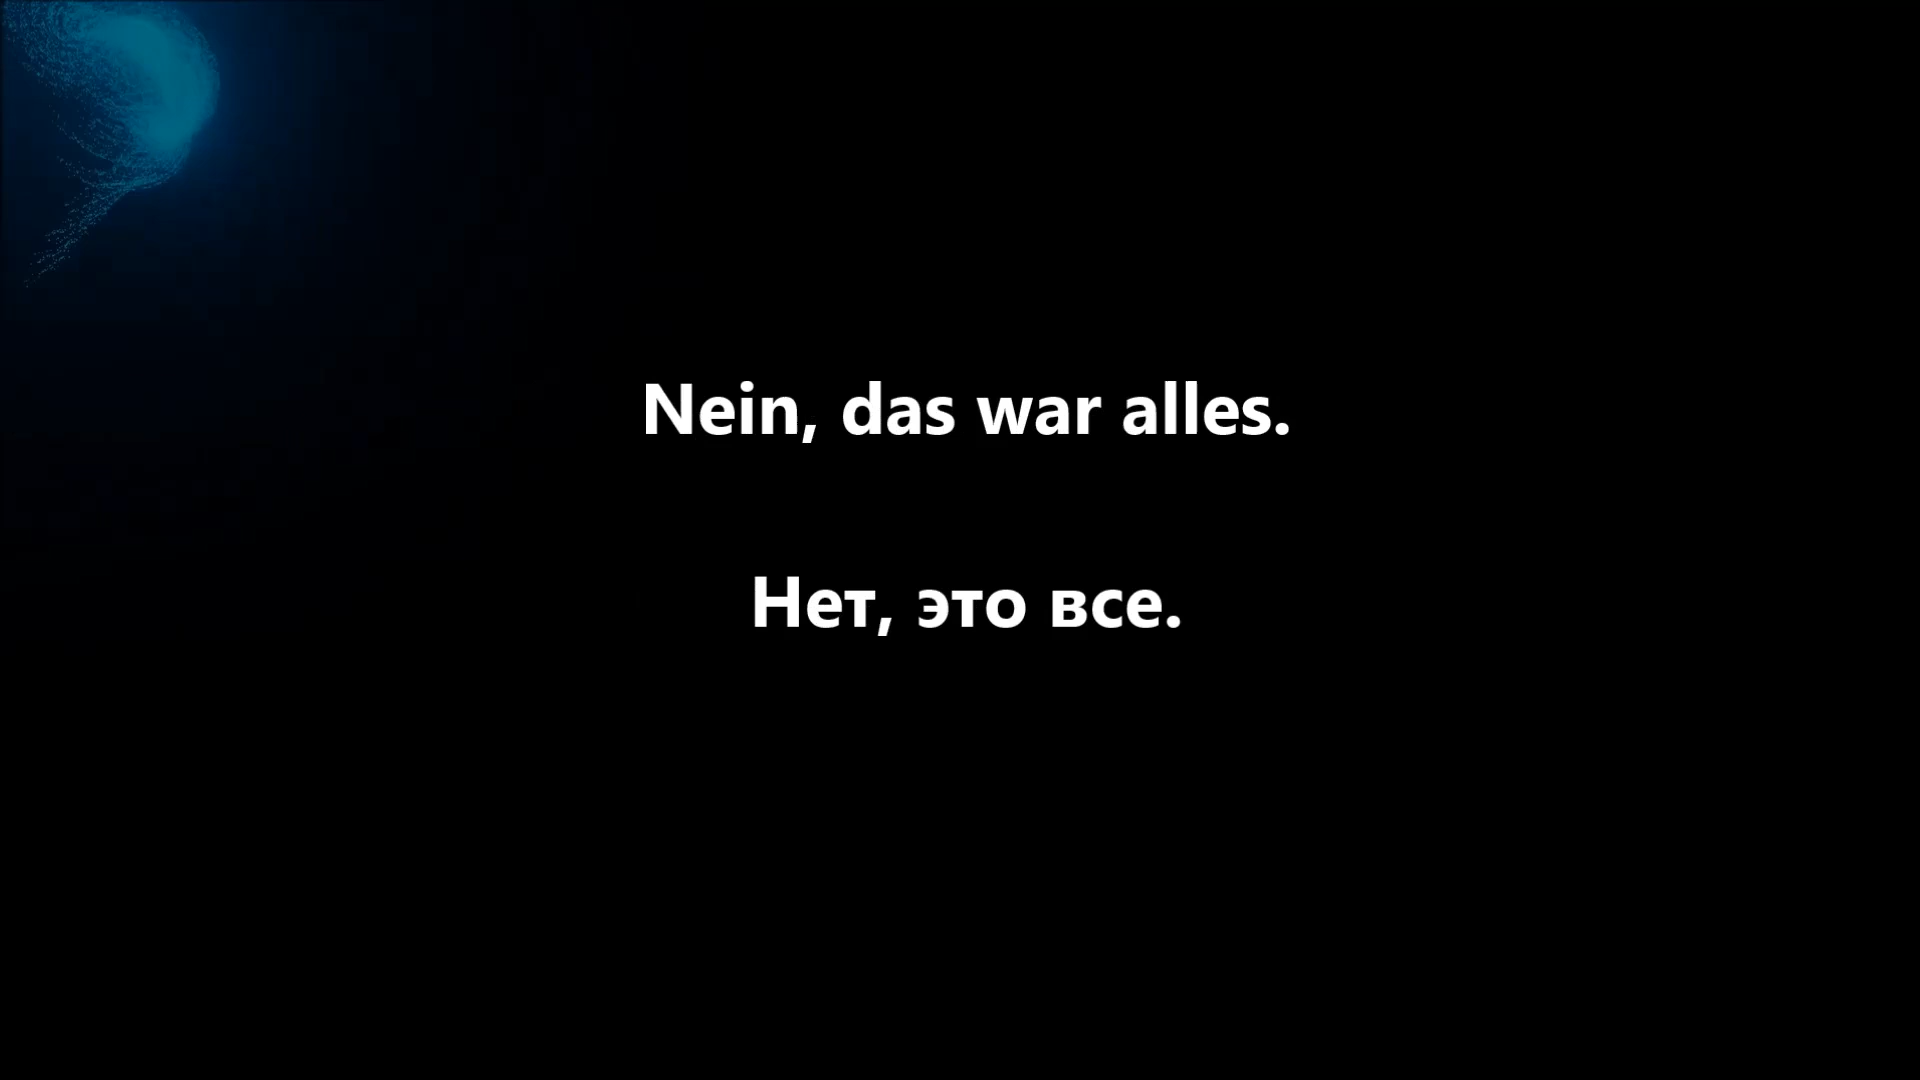 Nein, das war alles.
Нет, это все.